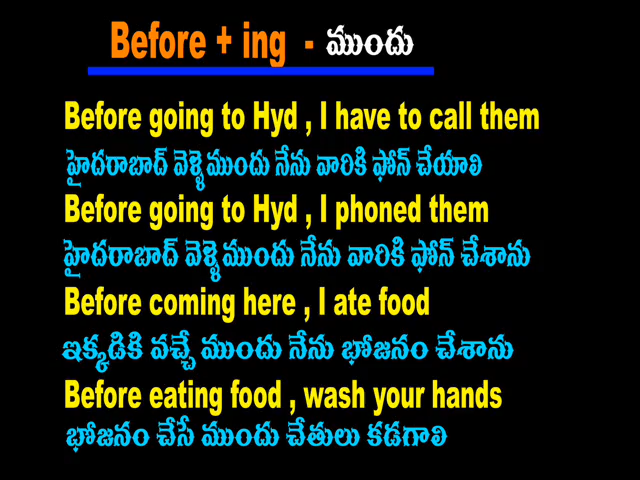 Before + ing - ముందు
Before going to Hyd , I have to call them
హైదరాబాద్ వెళ్ళెముందు నేను వారికి ఫోన్ చేయాలి
Before going to Hyd , I phoned them
హైదరాబాద్ వెళ్ళెముందు నేను వారికి ఫోన్ చేశాను
Before coming here , I ate food
ఇక్కడికి వచ్చే ముందు నేను భోజనం చేశాను
Before eating food , wash your hands
భోజనం చేసే ముందు చేతులు కడగాలి